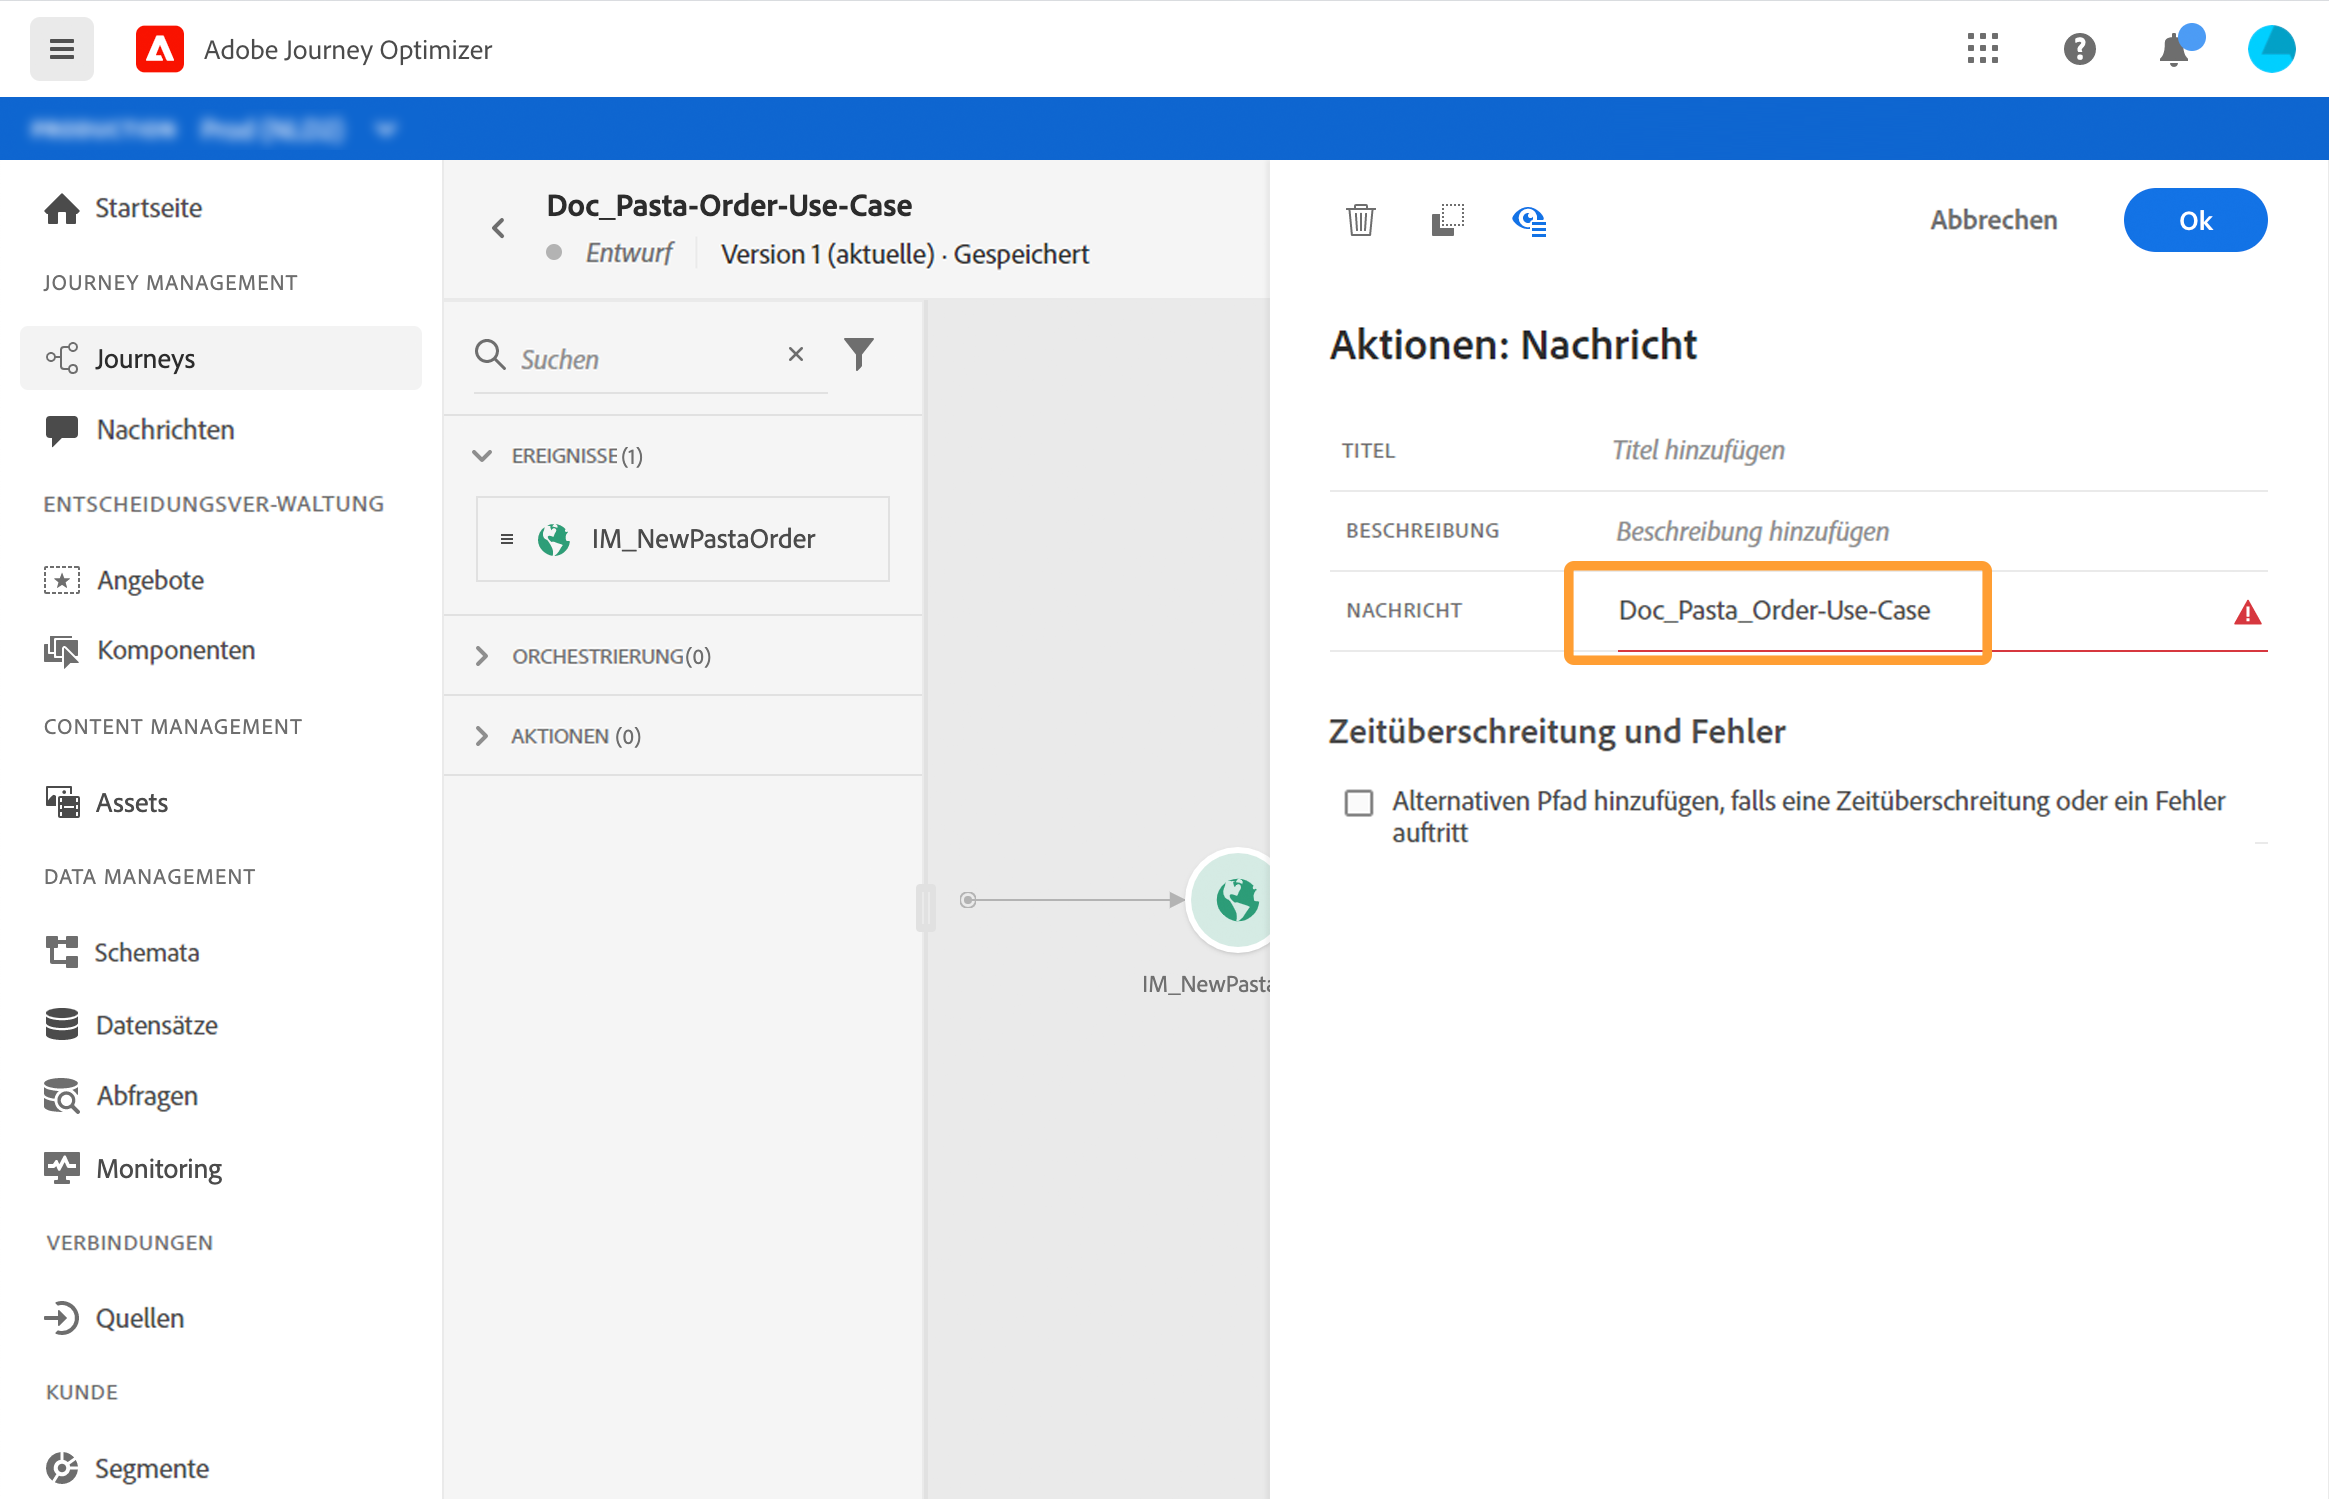 Adobe Journey Optimizer
Startseite
JOURNEY MANAGEMENT
Journeys
Nachrichten
ENTSCHEIDUNGSVER-WALTUNG
Angebote
Komponenten
CONTENT MANAGEMENT
Assets
DATA MANAGEMENT
Schemata
Datensätze
Abfragen
Monitoring
VERBINDUNGEN
Quellen
KUNDE
Segmente
Doc_Pasta-Order-Use-Case
Entwurf
Version 1 (aktuelle) · Gespeichert
Suchen
EREIGNISSE (1)
IM_NewPastaOrder
ORCHESTRIERUNG(0)
AKTIONEN (0)
IM_NewPasta
Abbrechen
Ok
Aktionen: Nachricht
TITEL
Titel hinzufügen
BESCHREIBUNG
Beschreibung hinzufügen
NACHRICHT
Doc_Pasta_Order-Use-Case
Zeitüberschreitung und Fehler
Alternativen Pfad hinzufügen, falls eine Zeitüberschreitung oder ein Fehler
auftritt